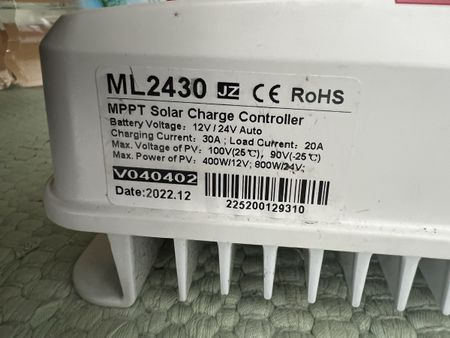 ML2430 JZ CE RoHS
MPPT Solar Charge Controller
Battery Voltage: 12V / 24V Auto
Charging Current: 30A ; Load Current: 20A
Max. Voltage of PV: 100V(25℃), 90V(-25℃)
Max. Power of PV: 400W/12V; 800W/24V;
V040402
Date:2022.12
225200129310